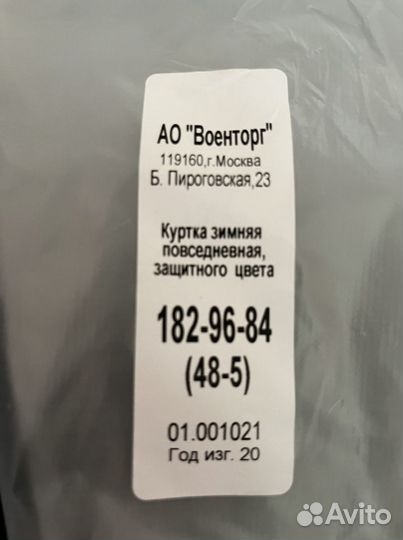 АО "Военторг"
119160,г.Москва
Б. Пироговская,23
Куртка зимняя
повседневная,
защитного цвета
182-96-84
(48-5)
01.001021
Год изг. 20
Avito